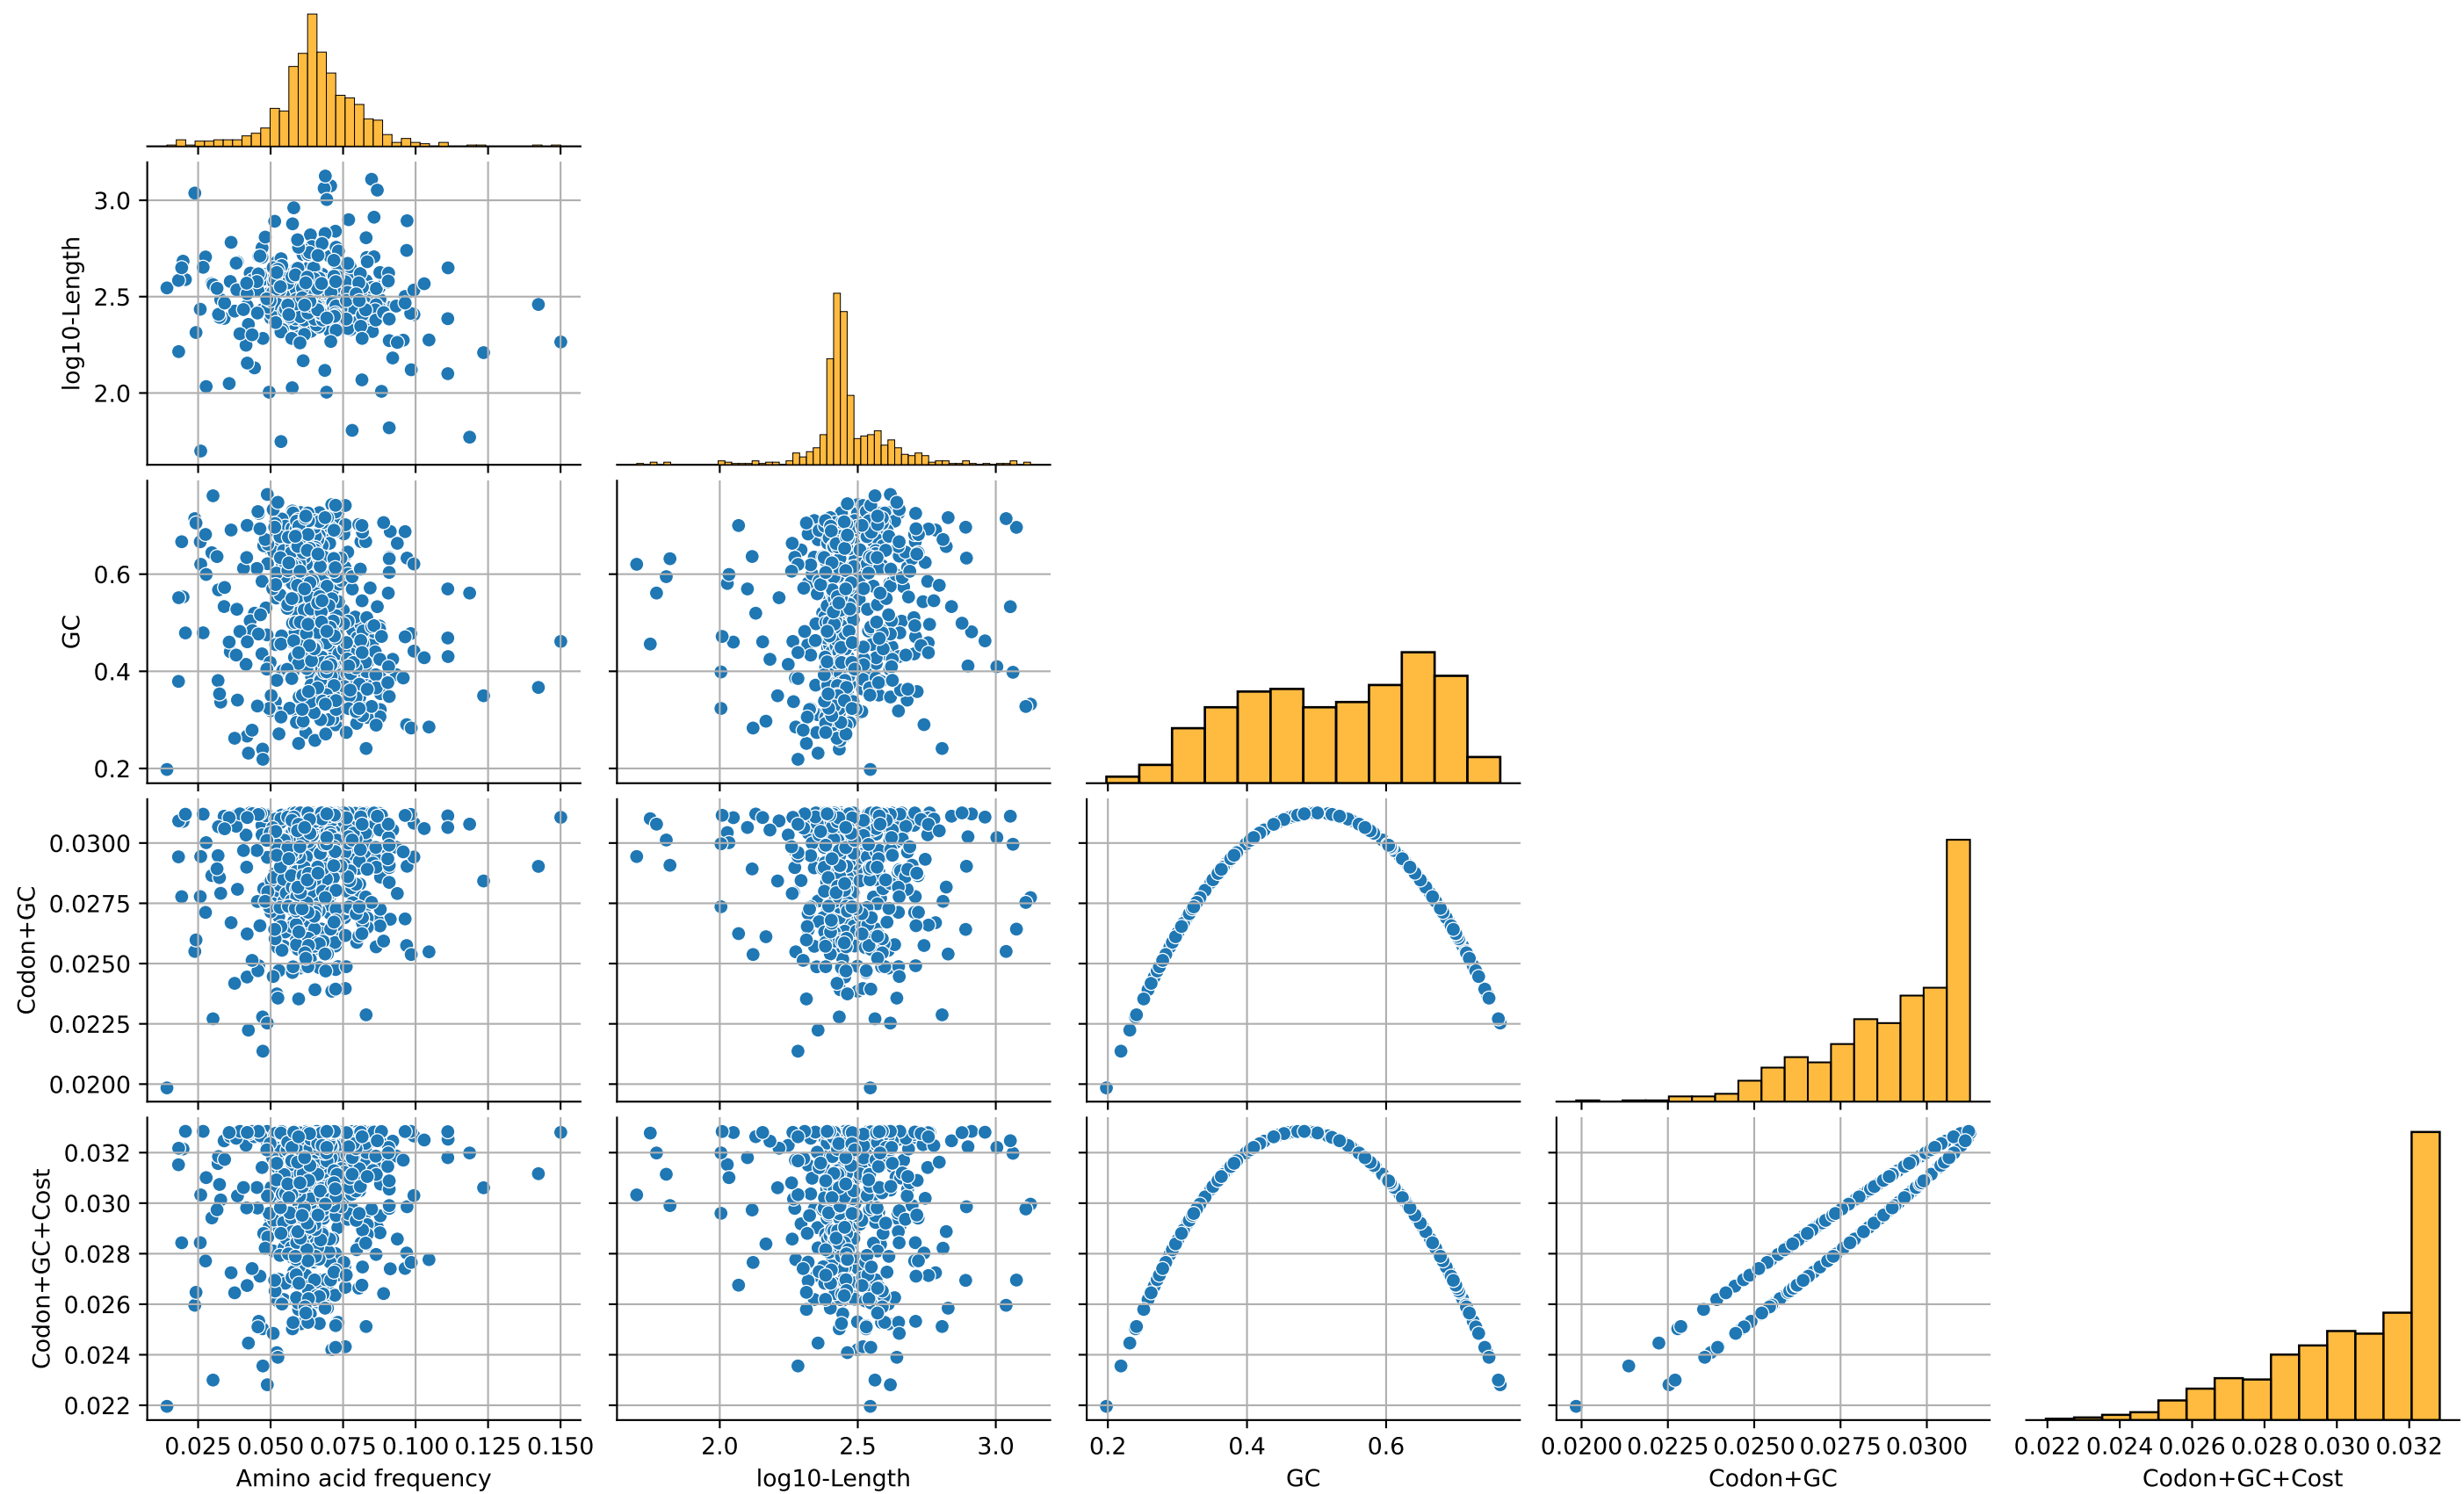 3.0
2.5
2.0
log10-Length
0.6
0.4
0.2
GC
0.0300
0.0275
0.0250
0.0225
0.0200
Codon+GC
0.032
0.030
0.028
0.026
0.024
0.022
Codon+GC+Cost
0.025 0.050 0.075 0.100 0.125 0.150
Amino acid frequency
2.0 2.5 3.0
log10-Length
0.2 0.4 0.6
GC
0.0200 0.0225 0.0250 0.0275 0.0300
Codon+GC
0.022 0.024 0.026 0.028 0.030 0.032
Codon+GC+Cost